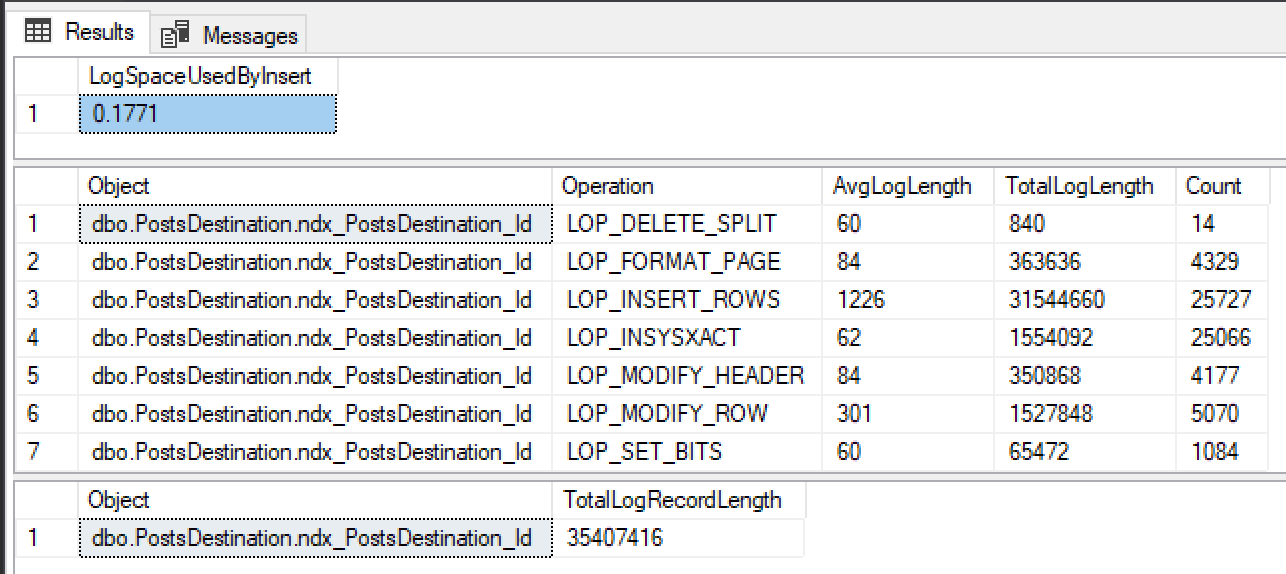 Results Messages
LogSpaceUsedByInsert
1 0.1771
Object Operation AvgLogLength TotalLogLength Count
1 dbo.PostsDestination.ndx_PostsDestination_Id LOP_DELETE_SPLIT 60 840 14
2 dbo.PostsDestination.ndx_PostsDestination_Id LOP_FORMAT_PAGE 84 363636 4329
3 dbo.PostsDestination.ndx_PostsDestination_Id LOP_INSERT_ROWS 1226 31544660 25727
4 dbo.PostsDestination.ndx_PostsDestination_Id LOP_INSYSXACT 62 1554092 25066
5 dbo.PostsDestination.ndx_PostsDestination_Id LOP_MODIFY_HEADER 84 350868 4177
6 dbo.PostsDestination.ndx_PostsDestination_Id LOP_MODIFY_ROW 301 1527848 5070
7 dbo.PostsDestination.ndx_PostsDestination_Id LOP_SET_BITS 60 65472 1084
Object TotalLogRecordLength
1 dbo.PostsDestination.ndx_PostsDestination_Id 35407416